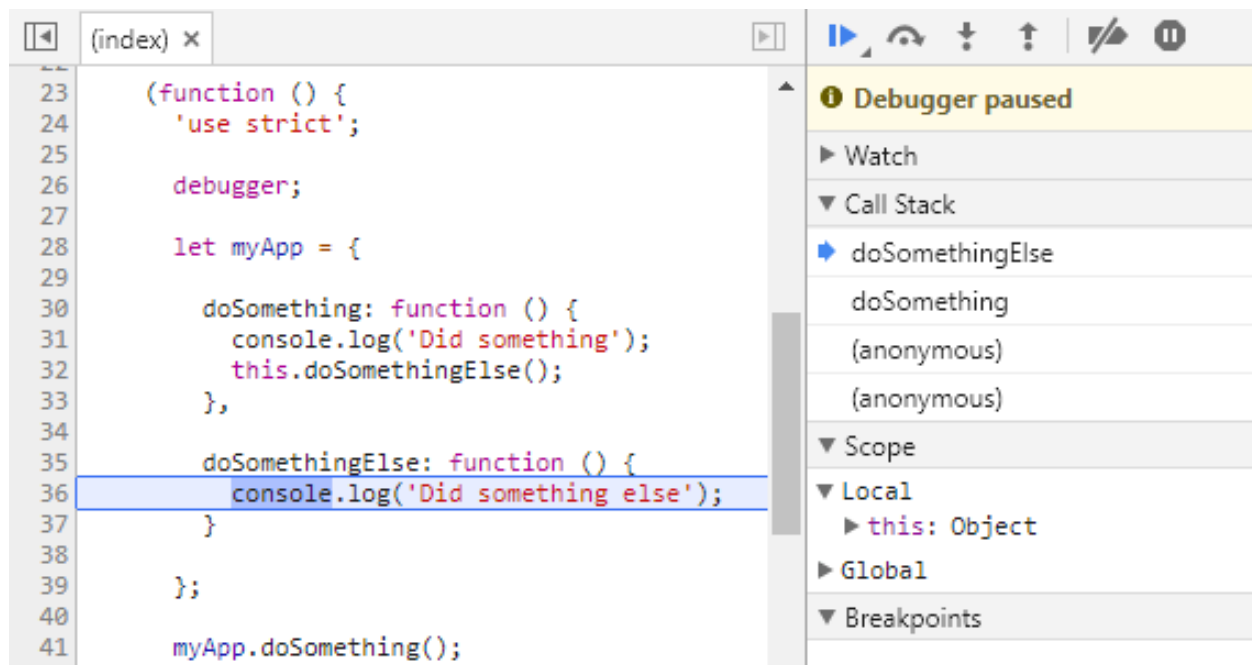 (index) ×
22
23 (function () {
24 'use strict';
25
26 debugger;
27
28 let myApp = {
29
30 doSomething: function () {
31 console.log('Did something');
32 this.doSomethingElse();
33 },
34
35 doSomethingElse: function () {
36 console.log('Did something else');
37 }
38
39 };
40
41 myApp.doSomething();
Debugger paused
Watch
Call Stack
doSomethingElse
doSomething
(anonymous)
(anonymous)
Scope
Local
this: Object
Global
Breakpoints